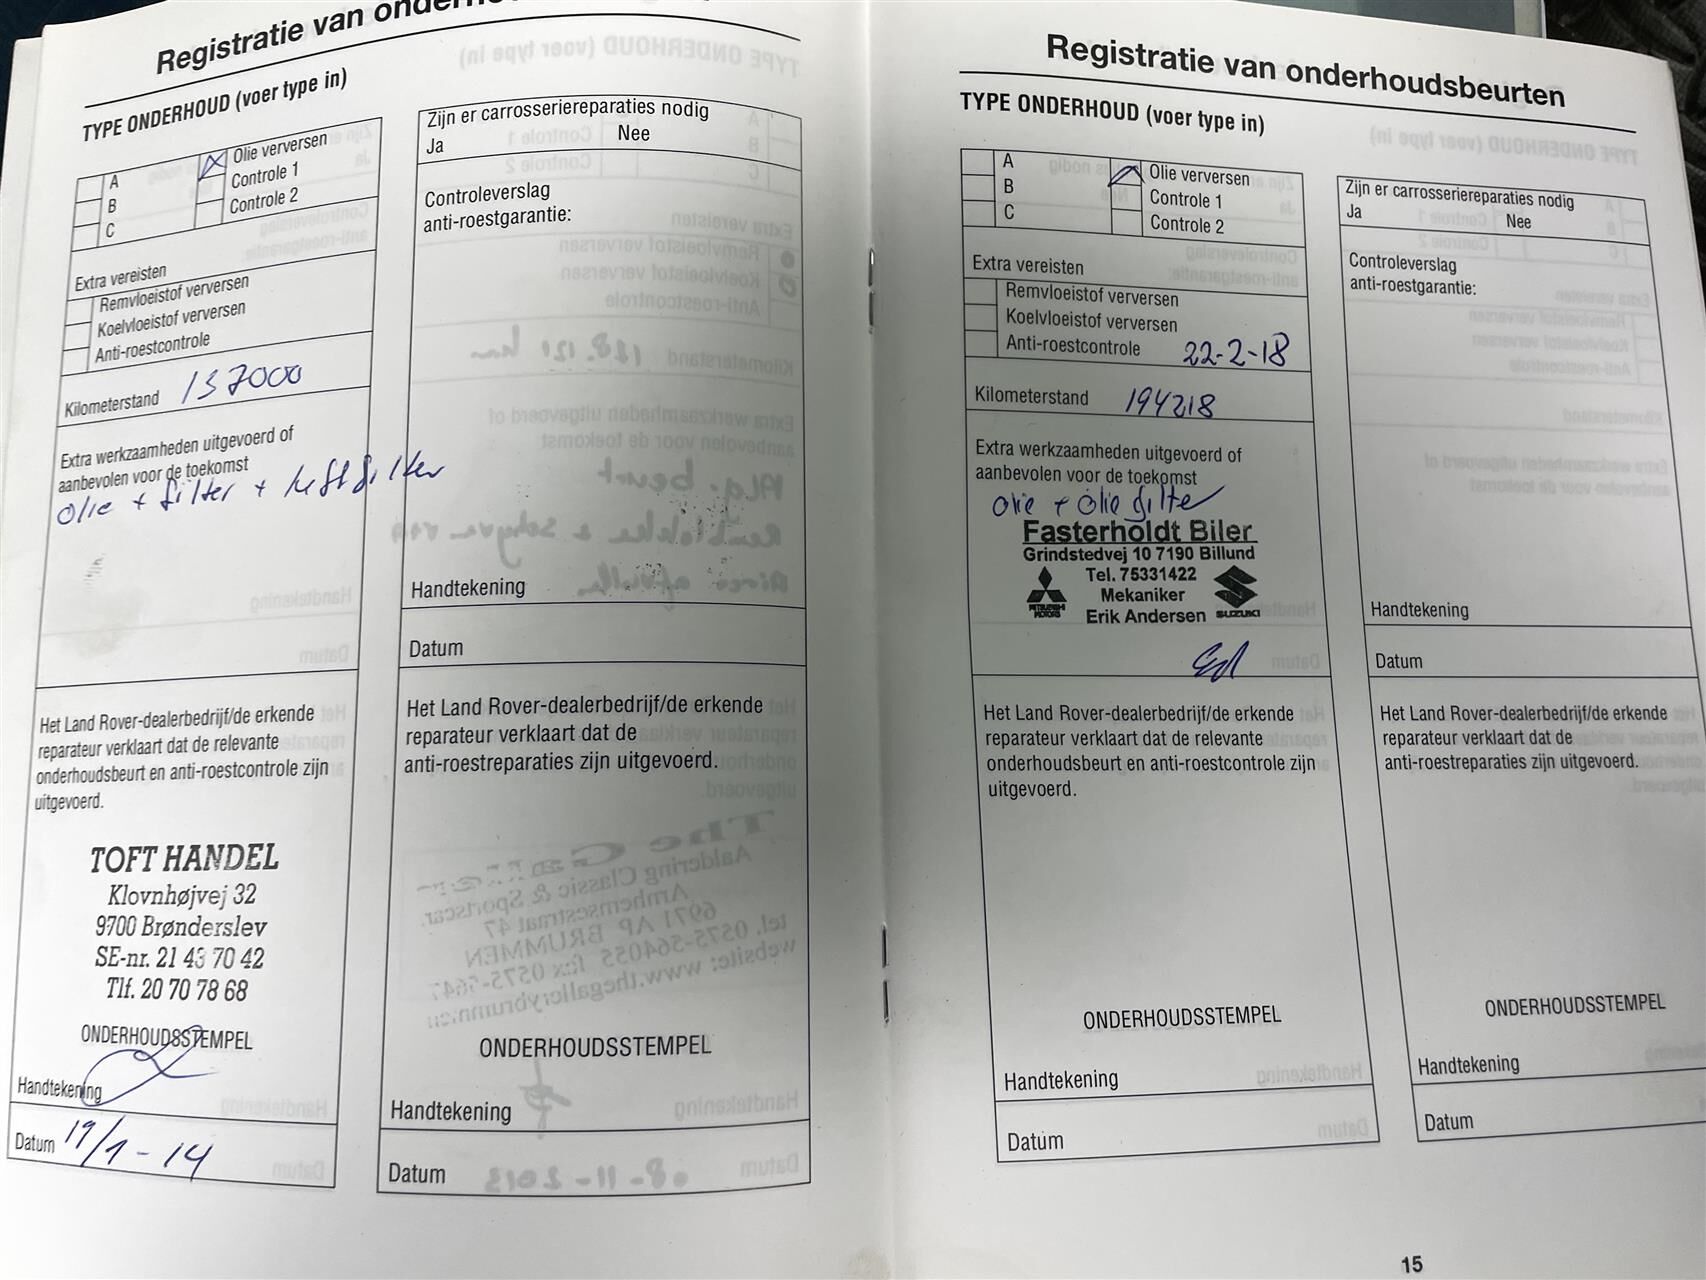 Registratie van
TYPE ONDERHOUD (voer type in)
A
B
C
Olie verversen
Controle 1
Controle 2
Extra vereisten
Remvloeistof verversen
Koelvloeistof verversen
Anti-roestcontrole
Kilometerstand 137000
Extra werkzaamheden uitgevoerd of
aanbevolen voor de toekomst
Olie + filter + luftfilter
Het Land Rover-dealerbedrijf/de erkende
reparateur verklaart dat de relevante
onderhoudsbeurt en anti-roestcontrole zijn
uitgevoerd.
TOFT HANDEL
Klovnhøjvej 32
9700 Brønderslev
SE-nr. 21 43 70 42
Tlf. 20 70 78 68
ONDERHOUDSSTEMPEL
Handtekening
Datum 19/1-14
Zijn er carrosseriereparaties nodig
Ja Nee
Controleverslag
anti-roestgarantie:
Handtekening
Datum
Het Land Rover-dealerbedrijf/de erkende
reparateur verklaart dat de
anti-roestreparaties zijn uitgevoerd.
ONDERHOUDSSTEMPEL
Handtekening
Datum
Registratie van onderhoudsbeurten
TYPE ONDERHOUD (voer type in)
A
B
C
Olie verversen
Controle 1
Controle 2
Extra vereisten
Remvloeistof verversen
Koelvloeistof verversen
Anti-roestcontrole 22-2-18
Kilometerstand 194218
Extra werkzaamheden uitgevoerd of
aanbevolen voor de toekomst
Olie + Olie filter
Fasterholdt Biler
Grindstedvej 10 7190 Billund
Tel. 75331422
Mekaniker
Erik Andersen
MITSUBISHI
MOTORS
SUZUKI
Het Land Rover-dealerbedrijf/de erkende
reparateur verklaart dat de relevante
onderhoudsbeurt en anti-roestcontrole zijn
uitgevoerd.
ONDERHOUDSSTEMPEL
Handtekening
Datum
Zijn er carrosseriereparaties nodig
Ja Nee
Controleverslag
anti-roestgarantie:
Handtekening
Datum
Het Land Rover-dealerbedrijf/de erkende
reparateur verklaart dat de
anti-roestreparaties zijn uitgevoerd.
ONDERHOUDSSTEMPEL
Handtekening
Datum
15